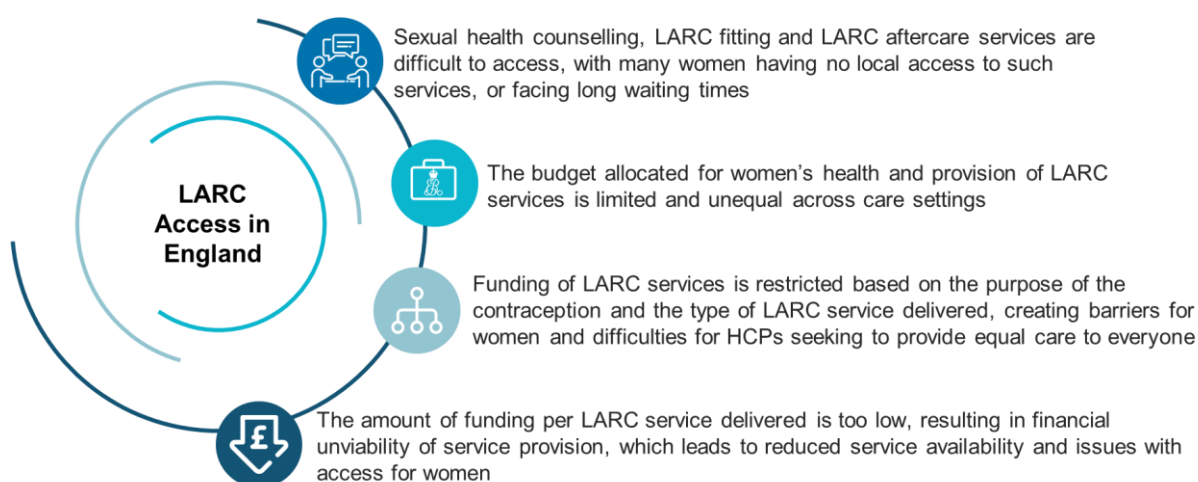 LARC
Access in
England
Sexual health counselling, LARC fitting and LARC aftercare services are
difficult to access, with many women having no local access to such
services, or facing long waiting times
The budget allocated for women's health and provision of LARC
services is limited and unequal across care settings
Funding of LARC services is restricted based on the purpose of the
contraception and the type of LARC service delivered, creating barriers for
women and difficulties for HCPs seeking to provide equal care to everyone
£
The amount of funding per LARC service delivered is too low, resulting in financial
unviability of service provision, which leads to reduced service availability and issues with
access for women